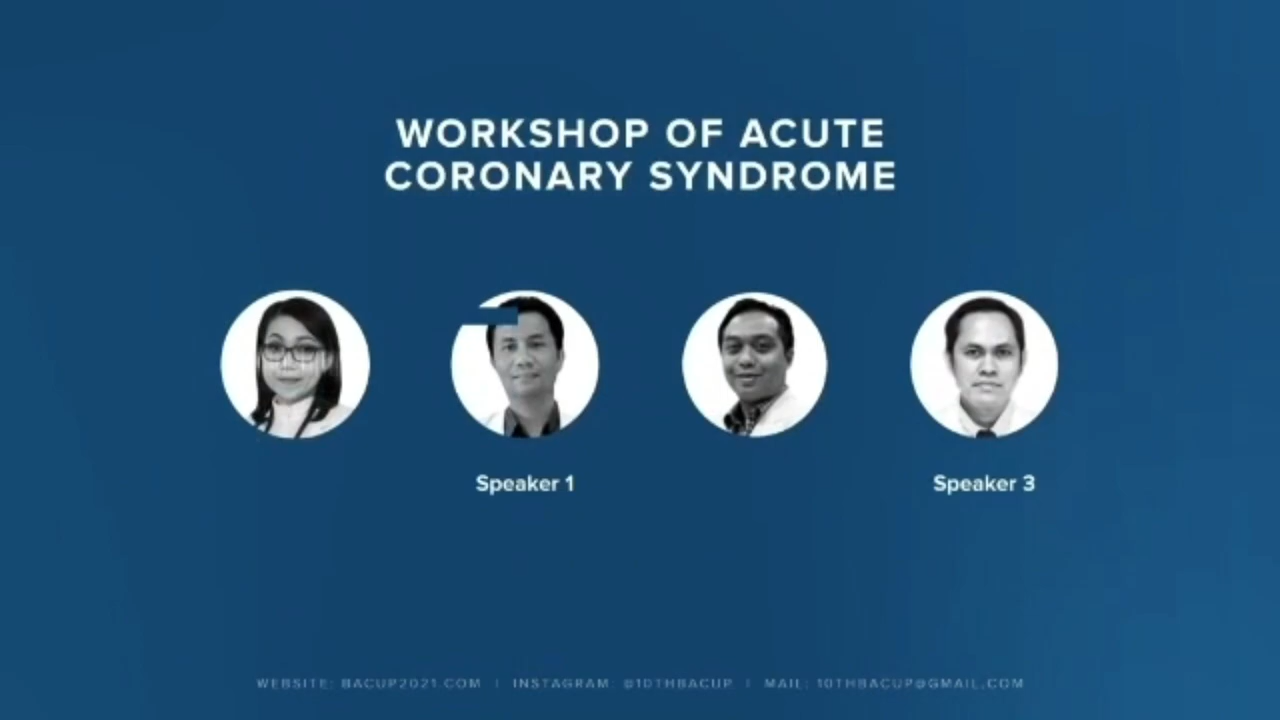 WORKSHOP OF ACUTE
CORONARY SYNDROME
Speaker 1
Speaker 3
WEBSITE: BACUP2021.COM | INSTAGRAM: @10THBACUP | MAIL: 10THBACUP@GMAIL.COM